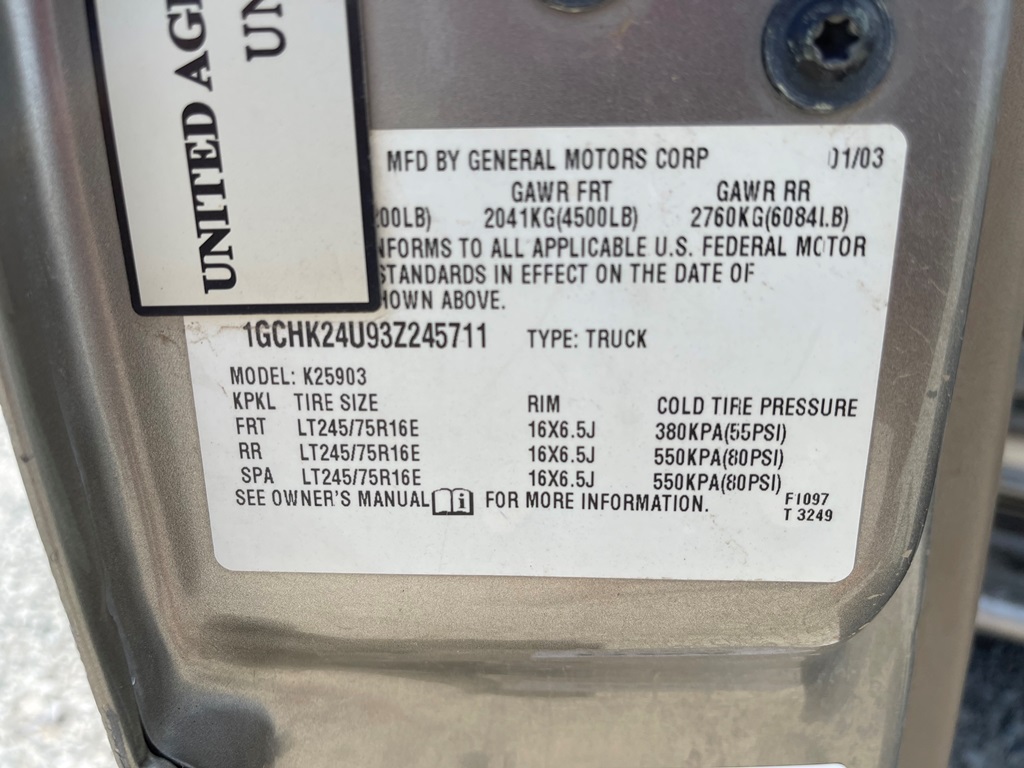 UNITED AG
UN
MFD BY GENERAL MOTORS CORP 01/03
GAWR FRT GAWR RR
200LB) 2041KG(4500LB) 2760KG(6084LB)
NFORMS TO ALL APPLICABLE U.S. FEDERAL MOTOR
STANDARDS IN EFFECT ON THE DATE OF
HOWN ABOVE.
1GCHK24U93Z245711 TYPE: TRUCK
MODEL: K25903
KPKL TIRE SIZE RIM COLD TIRE PRESSURE
FRT LT245/75R16E 16X6.5J 380KPA(55PSI)
RR LT245/75R16E 16X6.5J 550KPA(80PSI)
SPA LT245/75R16E 16X6.5J 550KPA(80PSI)
SEE OWNER'S MANUAL FOR MORE INFORMATION.
F1097
T 3249